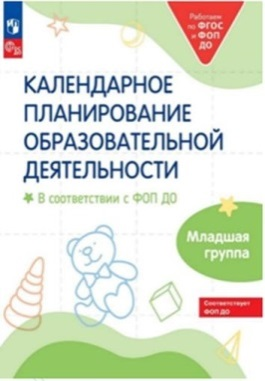 Работаем
по ФГОС
и ФОП
ДО
КАЛЕНДАРНОЕ
ПЛАНИРОВАНИЕ
ОБРАЗОВАТЕЛЬНОЙ
ДЕЯТЕЛЬНОСТИ
В соответствии с ФОП ДО
Младшая
группа
Соответствует
ФОП ДО